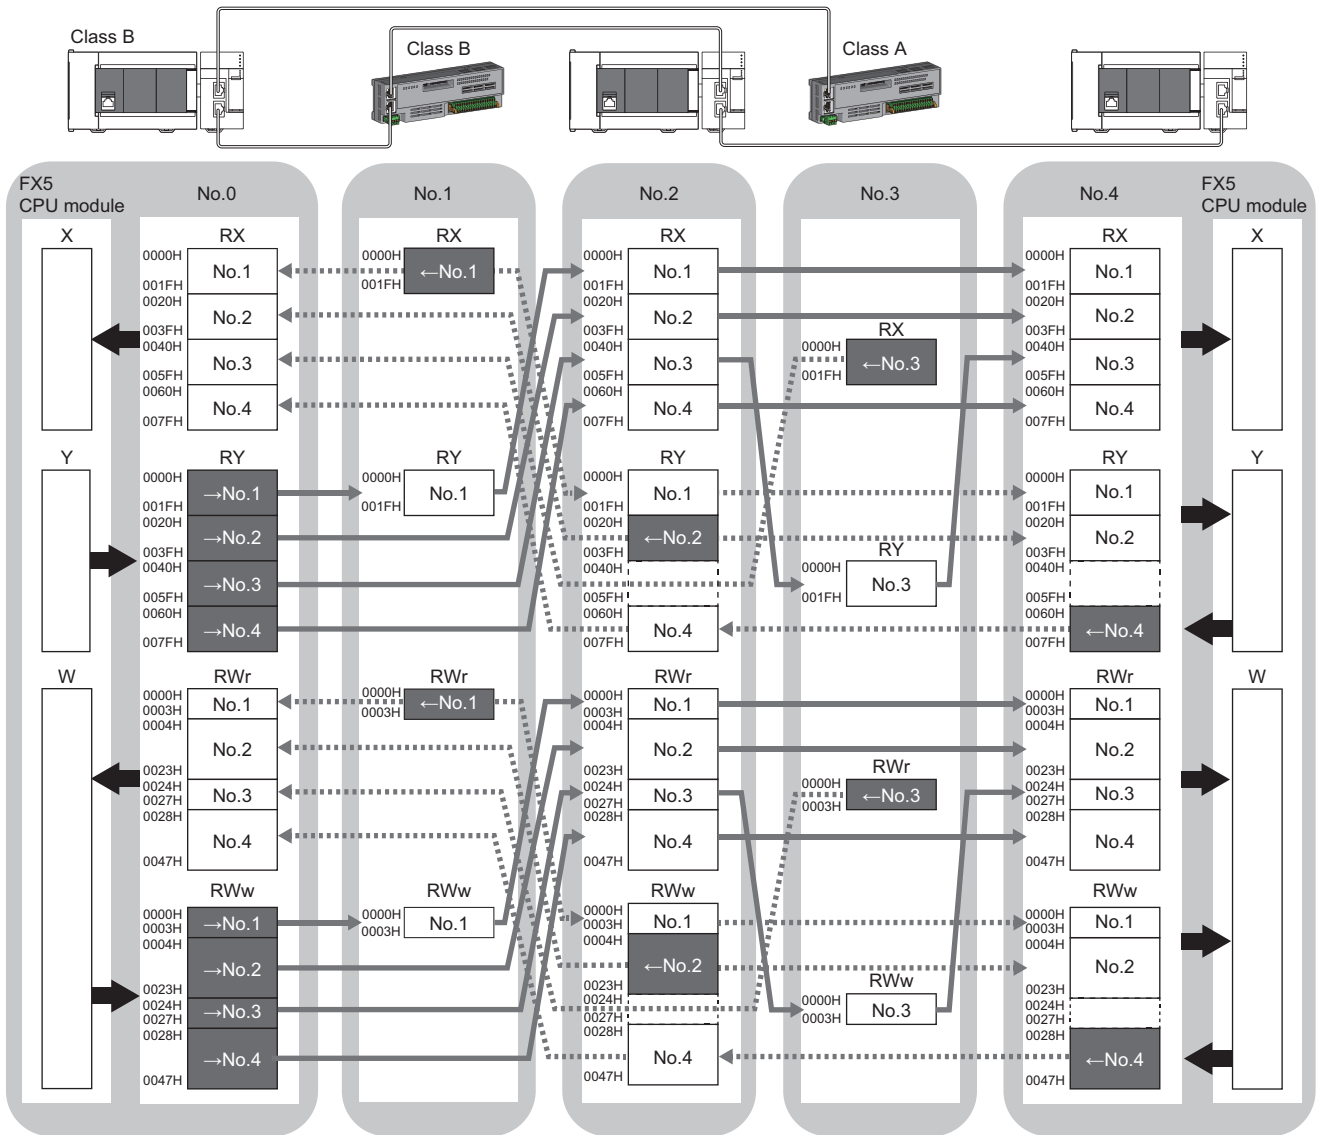 Class B
Class B
Class A
FX5
CPU module
No.0
No.1
No.2
No.3
No.4
FX5
CPU module
X
RX
0000H
No.1
001FH
0020H
No.2
003FH
0040H
No.3
005FH
0060H
No.4
007FH
Y
RY
0000H
→No.1
001FH
0020H
→No.2
003FH
0040H
→No.3
005FH
0060H
→No.4
007FH
W
RWr
0000H
No.1
0003H
0004H
No.2
0023H
0024H
No.3
0027H
0028H
No.4
0047H
RWw
0000H
→No.1
0003H
0004H
→No.2
0023H
0024H
→No.3
0027H
0028H
→No.4
0047H
RX
0000H
←No.1
001FH
RY
0000H
No.1
001FH
RWr
0000H
←No.1
0003H
RWw
0000H
No.1
0003H
RX
0000H
No.1
001FH
0020H
No.2
003FH
0040H
No.3
005FH
0060H
No.4
007FH
RY
0000H
No.1
001FH
0020H
←No.2
003FH
0040H
005FH
0060H
No.4
007FH
RWr
0000H
No.1
0003H
0004H
No.2
0023H
0024H
No.3
0027H
0028H
No.4
0047H
RWw
0000H
No.1
0003H
0004H
←No.2
0023H
0024H
0027H
0028H
No.4
0047H
RX
0000H
←No.3
001FH
RY
0000H
No.3
001FH
RWr
0000H
←No.3
0003H
RWw
0000H
No.3
0003H
RX
0000H
No.1
001FH
0020H
No.2
003FH
0040H
No.3
005FH
0060H
No.4
007FH
RY
0000H
No.1
001FH
0020H
No.2
003FH
0040H
005FH
0060H
←No.4
007FH
RWr
0000H
No.1
0003H
0004H
No.2
0023H
0024H
No.3
0027H
0028H
No.4
0047H
RWw
0000H
No.1
0003H
0004H
No.2
0023H
0024H
0027H
0028H
←No.4
0047H
X
Y
W